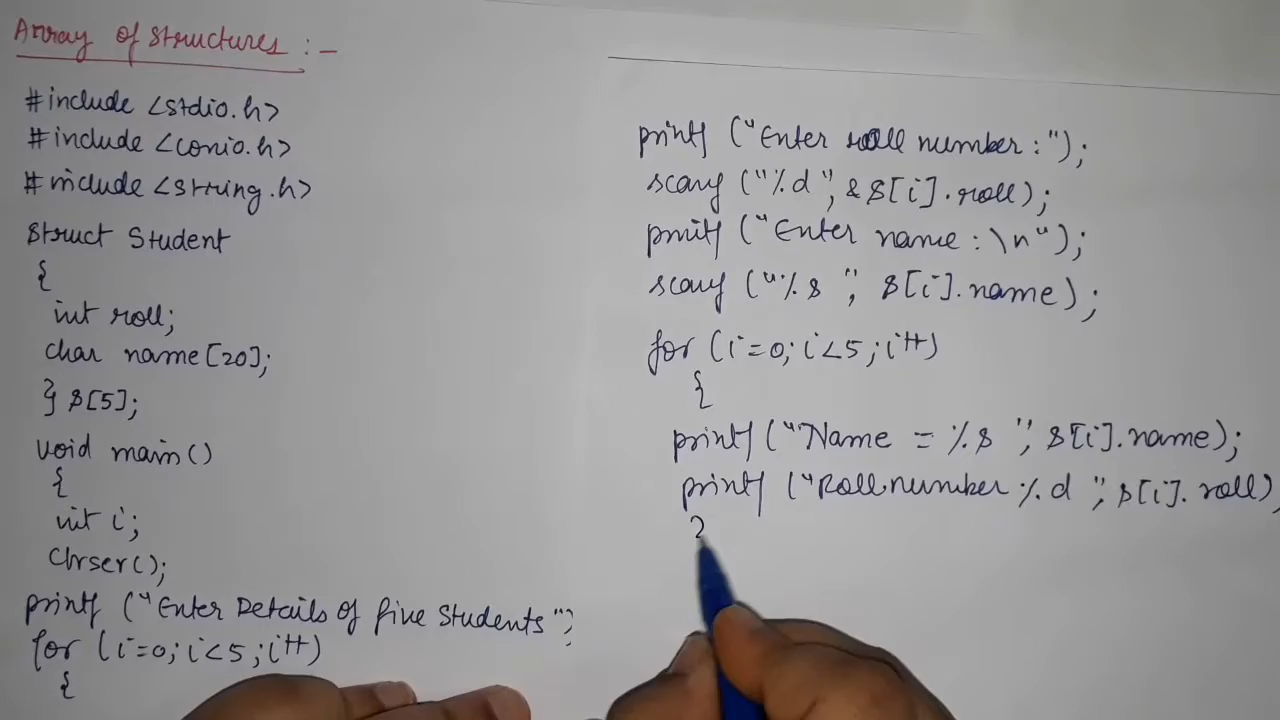 Array of Structures :-
#include <stdio.h>
#include <conio.h>
#include <string.h>
Struct Student
{
int roll;
char name[20];
} S[5];
void main()
{
int i;
clrscr();
printf ("Enter Details of five Students");
for (i=0; i<5; i++)
{
printf ("Enter roll number :");
scanf ("%d", & S[i].roll);
printf ("Enter name : \n");
scanf ("%s", S[i].name);
for (i=0; i<5; i++)
{
printf ("Name = %s", S[i].name);
printf ("Roll number %d", S[i].roll);
}